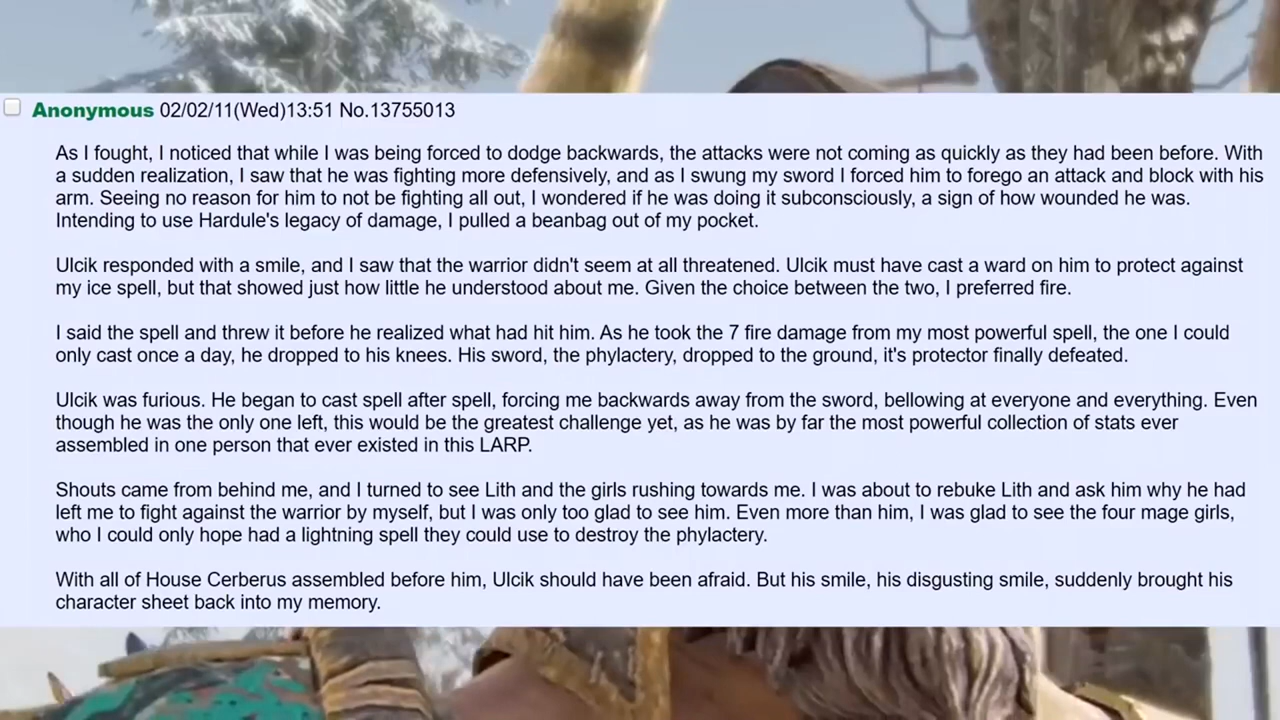 Anonymous 02/02/11(Wed)13:51 No.13755013
As I fought, I noticed that while I was being forced to dodge backwards, the attacks were not coming as quickly as they had been before. With
a sudden realization, I saw that he was fighting more defensively, and as I swung my sword I forced him to forego an attack and block with his
arm. Seeing no reason for him to not be fighting all out, I wondered if he was doing it subconsciously, a sign of how wounded he was.
Intending to use Hardule's legacy of damage, I pulled a beanbag out of my pocket.
Ulcik responded with a smile, and I saw that the warrior didn't seem at all threatened. Ulcik must have cast a ward on him to protect against
my ice spell, but that showed just how little he understood about me. Given the choice between the two, I preferred fire.
I said the spell and threw it before he realized what had hit him. As he took the 7 fire damage from my most powerful spell, the one I could
only cast once a day, he dropped to his knees. His sword, the phylactery, dropped to the ground, it's protector finally defeated.
Ulcik was furious. He began to cast spell after spell, forcing me backwards away from the sword, bellowing at everyone and everything. Even
though he was the only one left, this would be the greatest challenge yet, as he was by far the most powerful collection of stats ever
assembled in one person that ever existed in this LARP.
Shouts came from behind me, and I turned to see Lith and the girls rushing towards me. I was about to rebuke Lith and ask him why he had
left me to fight against the warrior by myself, but I was only too glad to see him. Even more than him, I was glad to see the four mage girls,
who I could only hope had a lightning spell they could use to destroy the phylactery.
With all of House Cerberus assembled before him, Ulcik should have been afraid. But his smile, his disgusting smile, suddenly brought his
character sheet back into my memory.